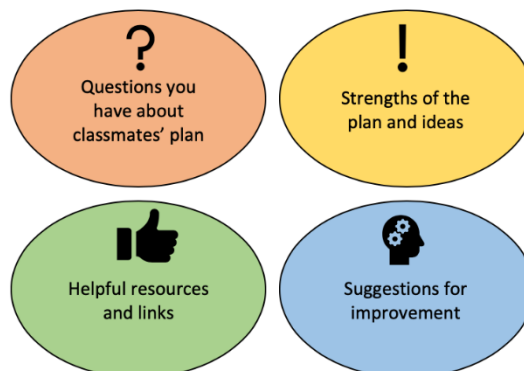 ?
Questions you
have about
classmates' plan
!
Strengths of the
plan and ideas
Helpful resources
and links
Suggestions for
improvement